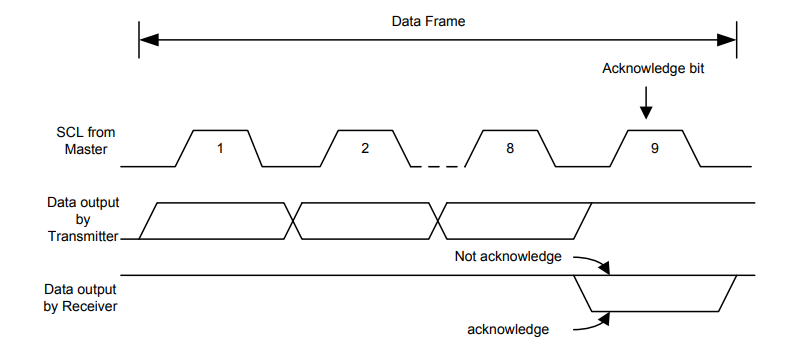 Data Frame
Acknowledge bit
SCL from
Master
1
2
8
9
Data output
by
Transmitter
Not acknowledge
Data output
by Receiver
acknowledge